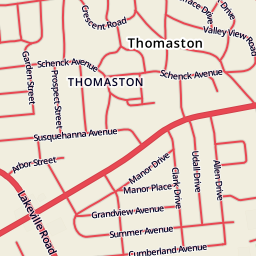 Crescent Road
Terrace Drive
Valley View Road
Thomaston
Schenck Avenue
Schenck Avenue
THOMASTON
Garden Street
Prospect Street
Susquehanna Avenue
Arbor Street
Manor Drive
Manor Place
Clark Drive
Udall Drive
Allen Drive
Lakeville Road
Grandview Avenue
Summer Avenue
Cumberland Avenue